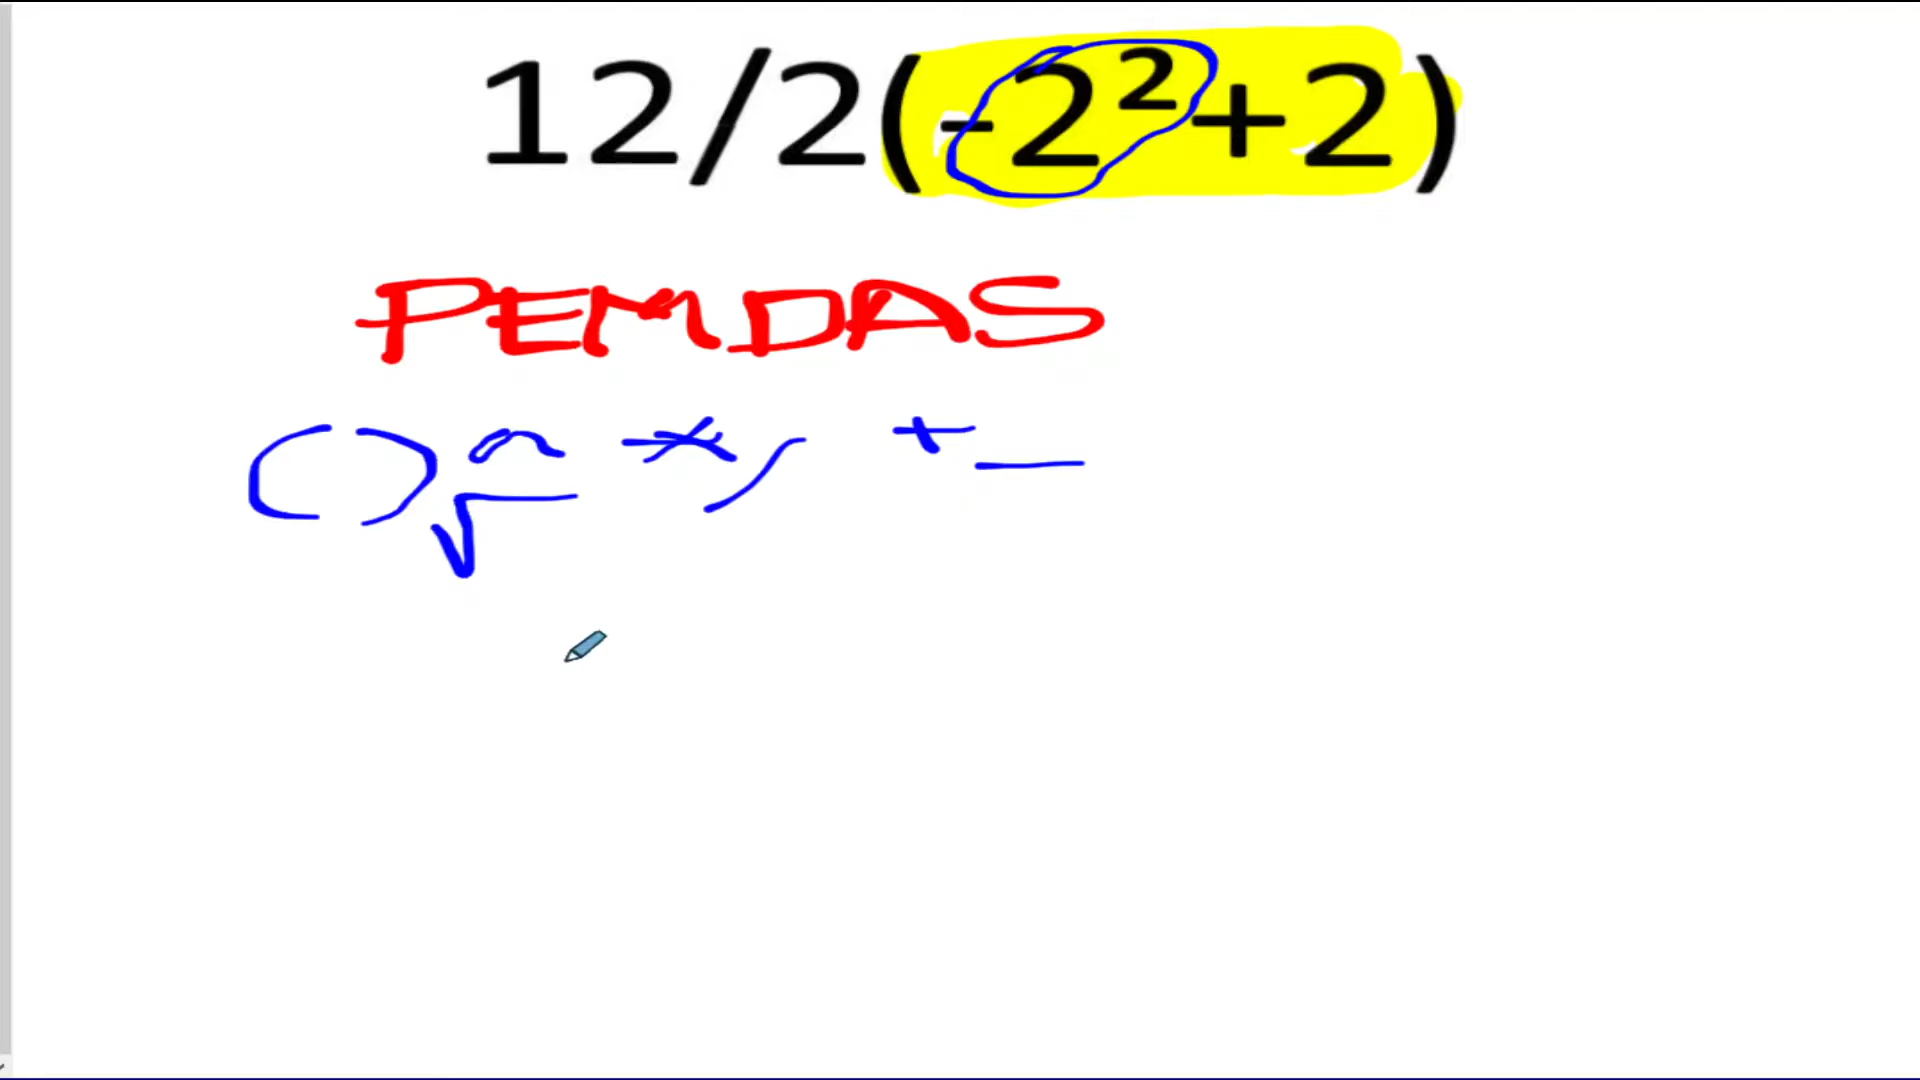 12/2(-2²+2)
PEMDAS
() ^ * / + -
√